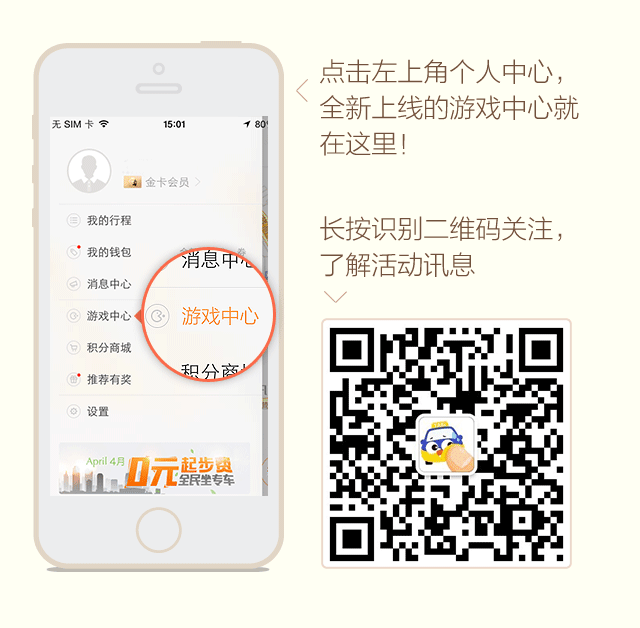 点击左上角个人中心，
全新上线的游戏中心就
在这里！
长按识别二维码关注，
了解活动讯息
无 SIM 卡
15:01
80
金卡会员
我的行程
我的钱包
消息中心
游戏中心
积分商城
推荐有奖
设置
消息中心
游戏中心
积分商
April 4月
0元起步费
全民坐专车